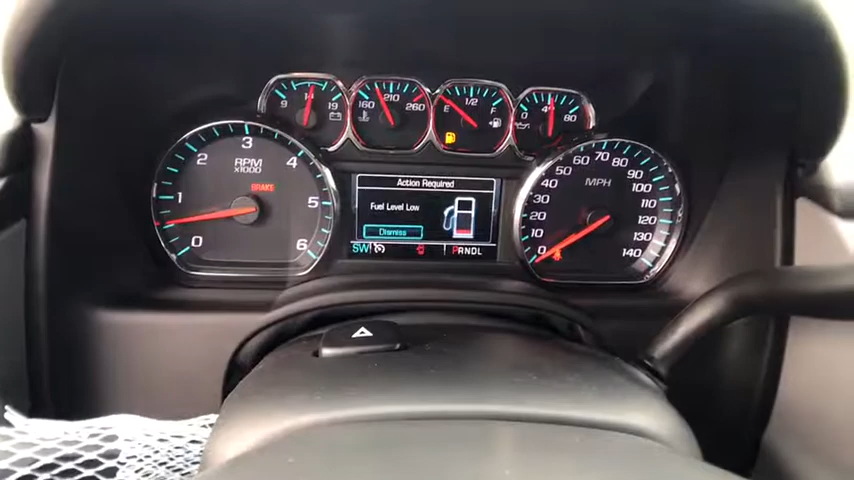 9 14 19
160 210 260
E 1/2 F
0 40 80
RPM
x1000
BRAKE
0 1 2 3 4 5 6
Action Required
Fuel Level Low
Dismiss
SW
PRNDL
MPH
0 10 20 30 40 50 60 70 80 90 100 110 120 130 140